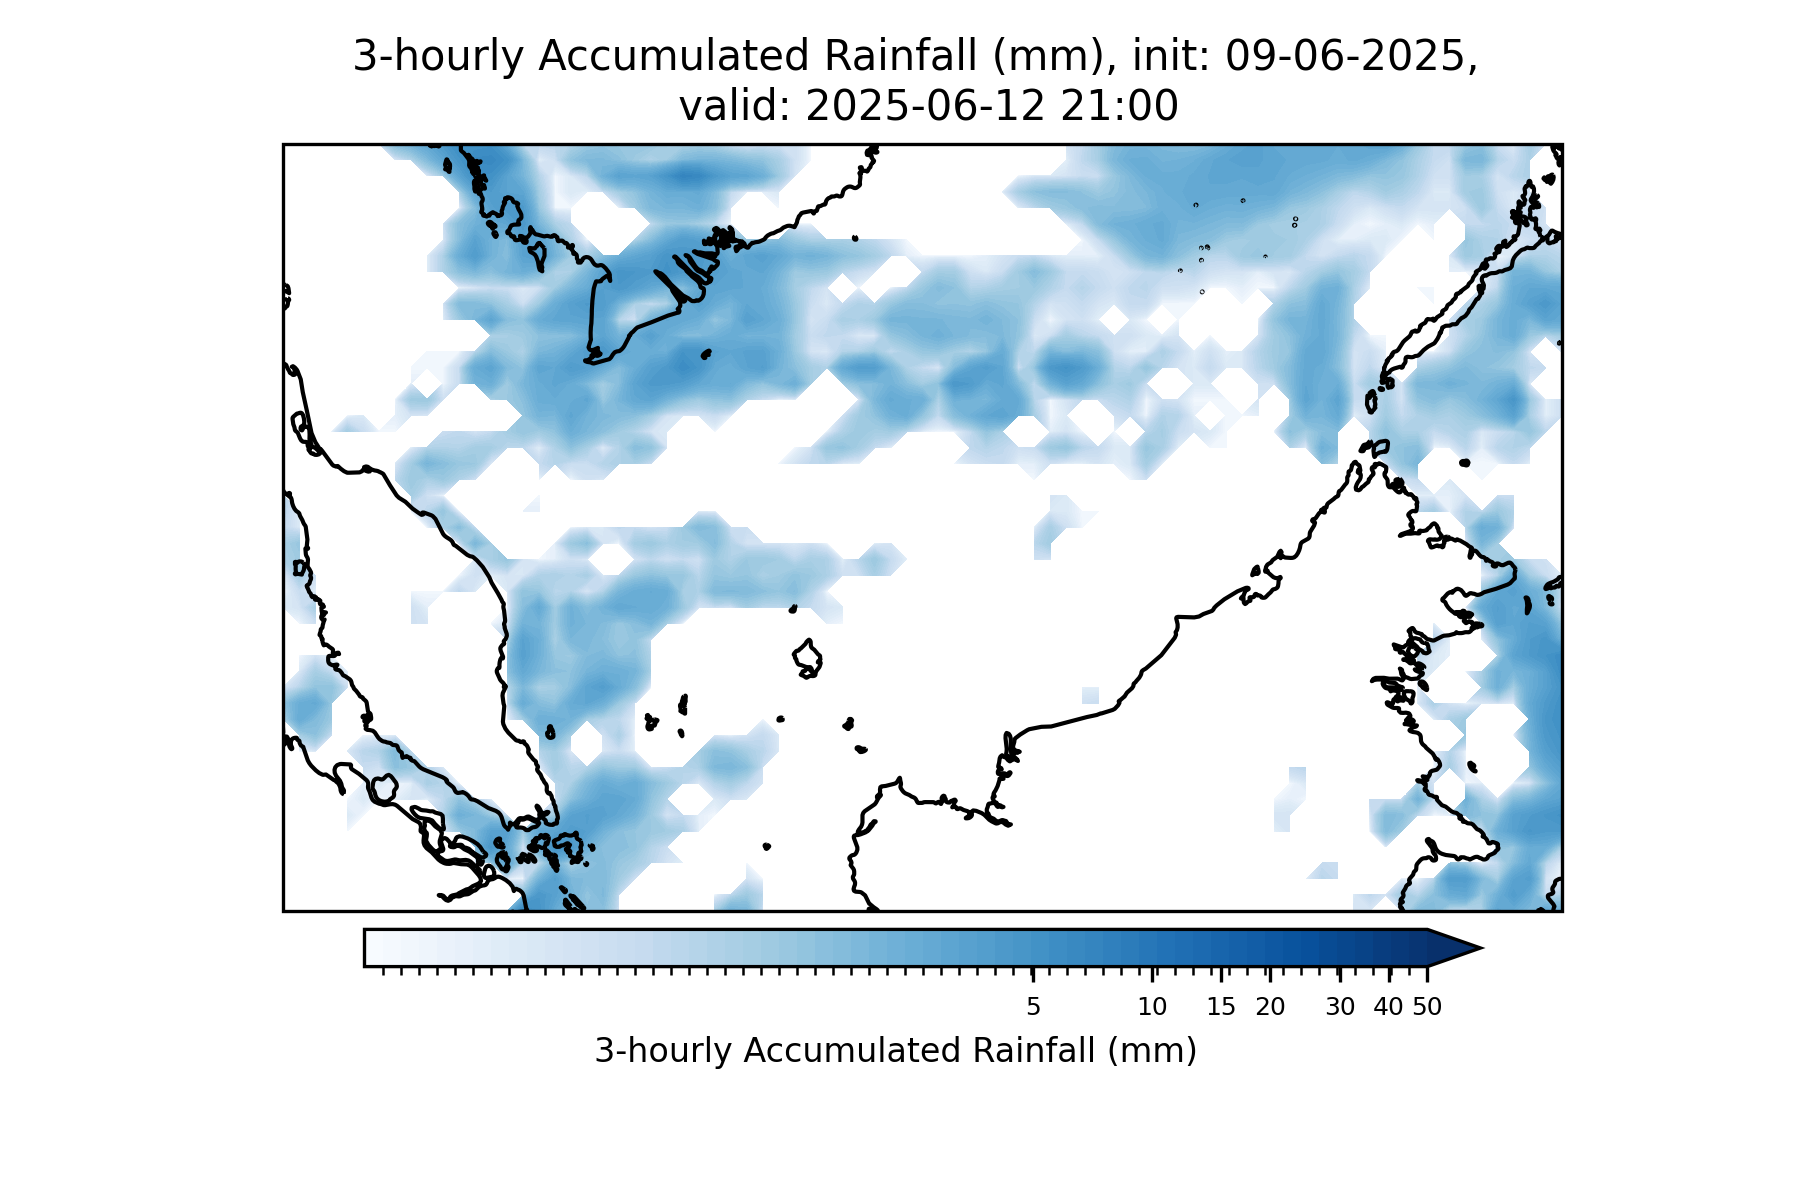 3-hourly Accumulated Rainfall (mm), init: 09-06-2025,
valid: 2025-06-12 21:00
5 10 15 20 30 40 50
3-hourly Accumulated Rainfall (mm)